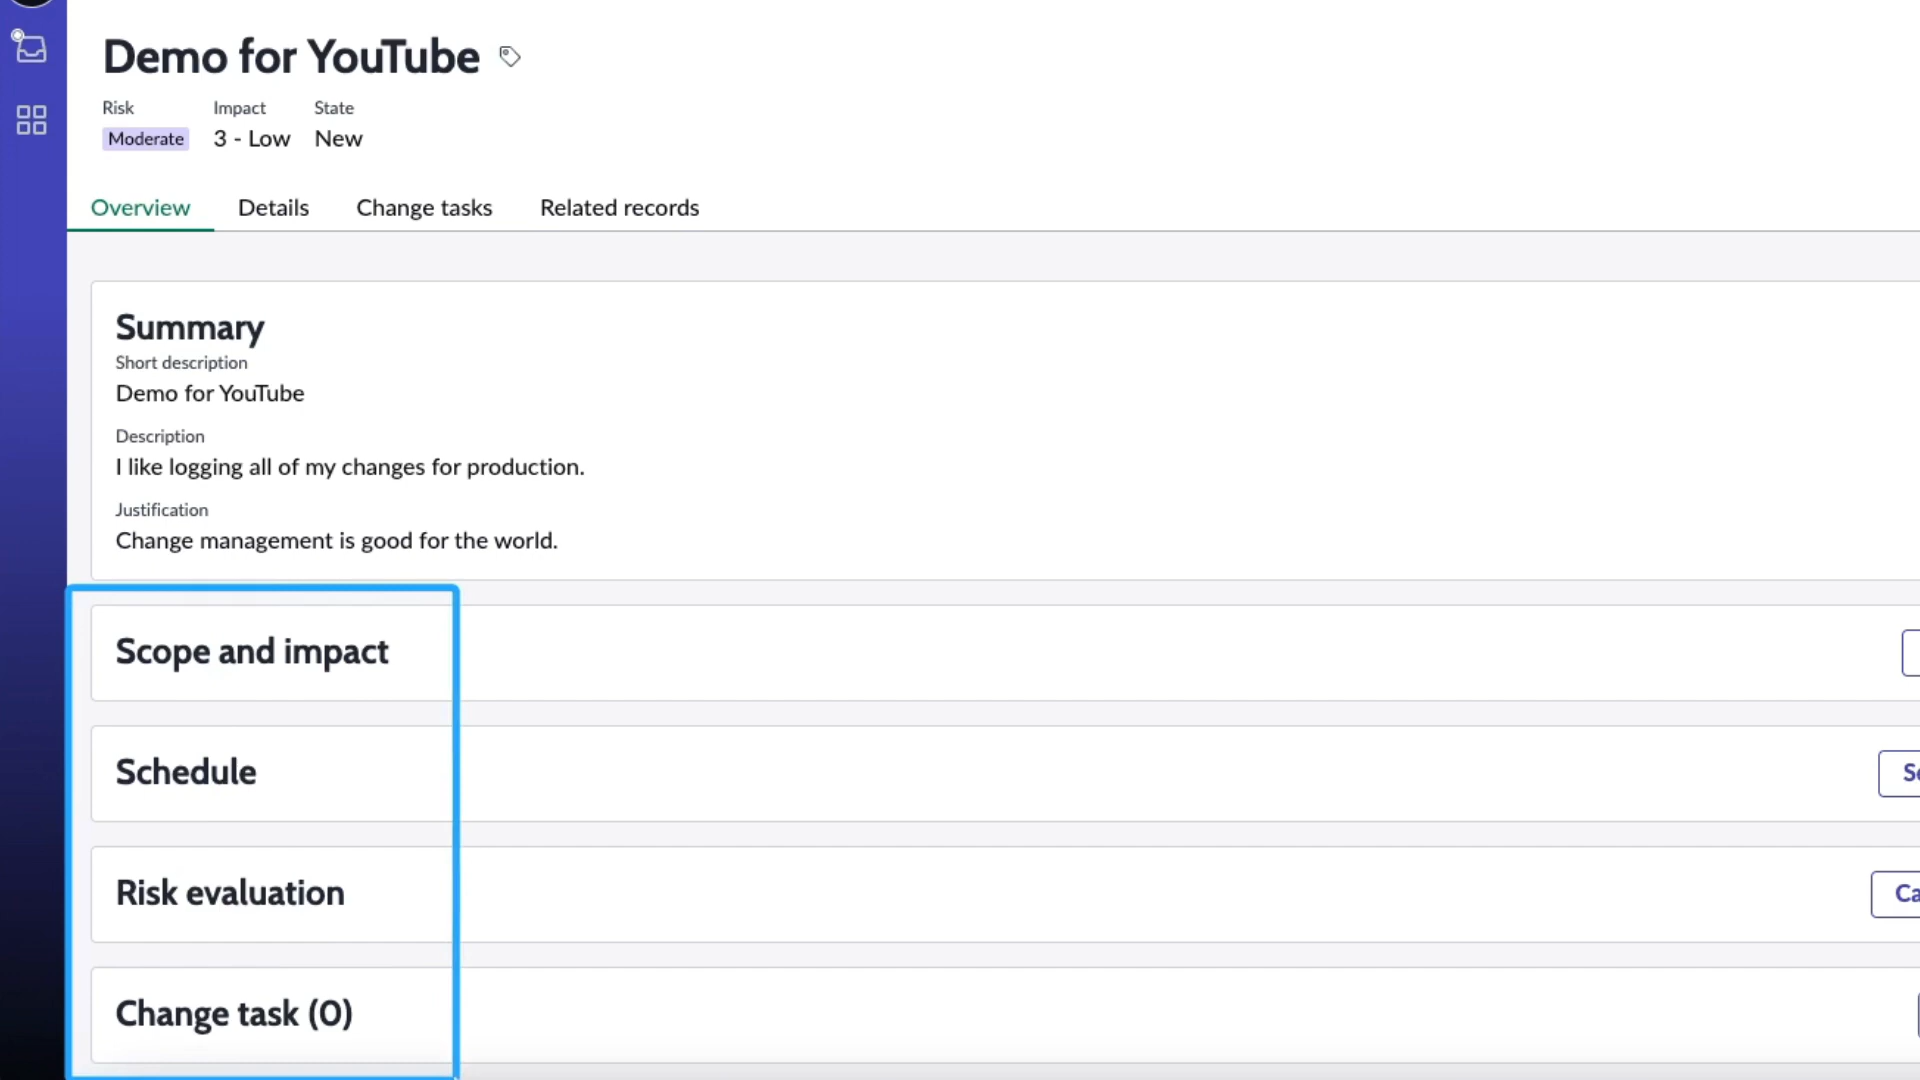 Demo for YouTube
Risk Impact State
Moderate 3 - Low New
Overview Details Change tasks Related records
Summary
Short description
Demo for YouTube
Description
I like logging all of my changes for production.
Justification
Change management is good for the world.
Scope and impact
Schedule
Risk evaluation
Change task (0)